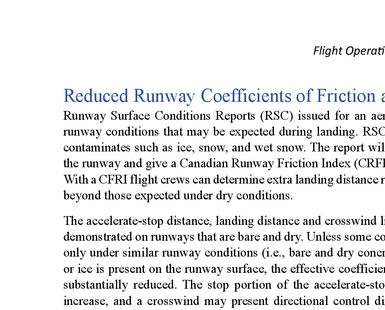 Flight Operati
Reduced Runway Coefficients of Friction a
Runway Surface Conditions Reports (RSC) issued for an aer
runway conditions that may be expected during landing. RSC
contaminates such as ice, snow, and wet snow. The report wil
the runway and give a Canadian Runway Friction Index (CRFI
With a CFRI flight crews can determine extra landing distance r
beyond those expected under dry conditions.
The accelerate-stop distance, landing distance and crosswind li
demonstrated on runways that are bare and dry. Unless some co
only under similar runway conditions (i.e., bare and dry concr
or ice is present on the runway surface, the effective coefficien
substantially reduced. The stop portion of the accelerate-sto
increase, and a crosswind may present directional control di